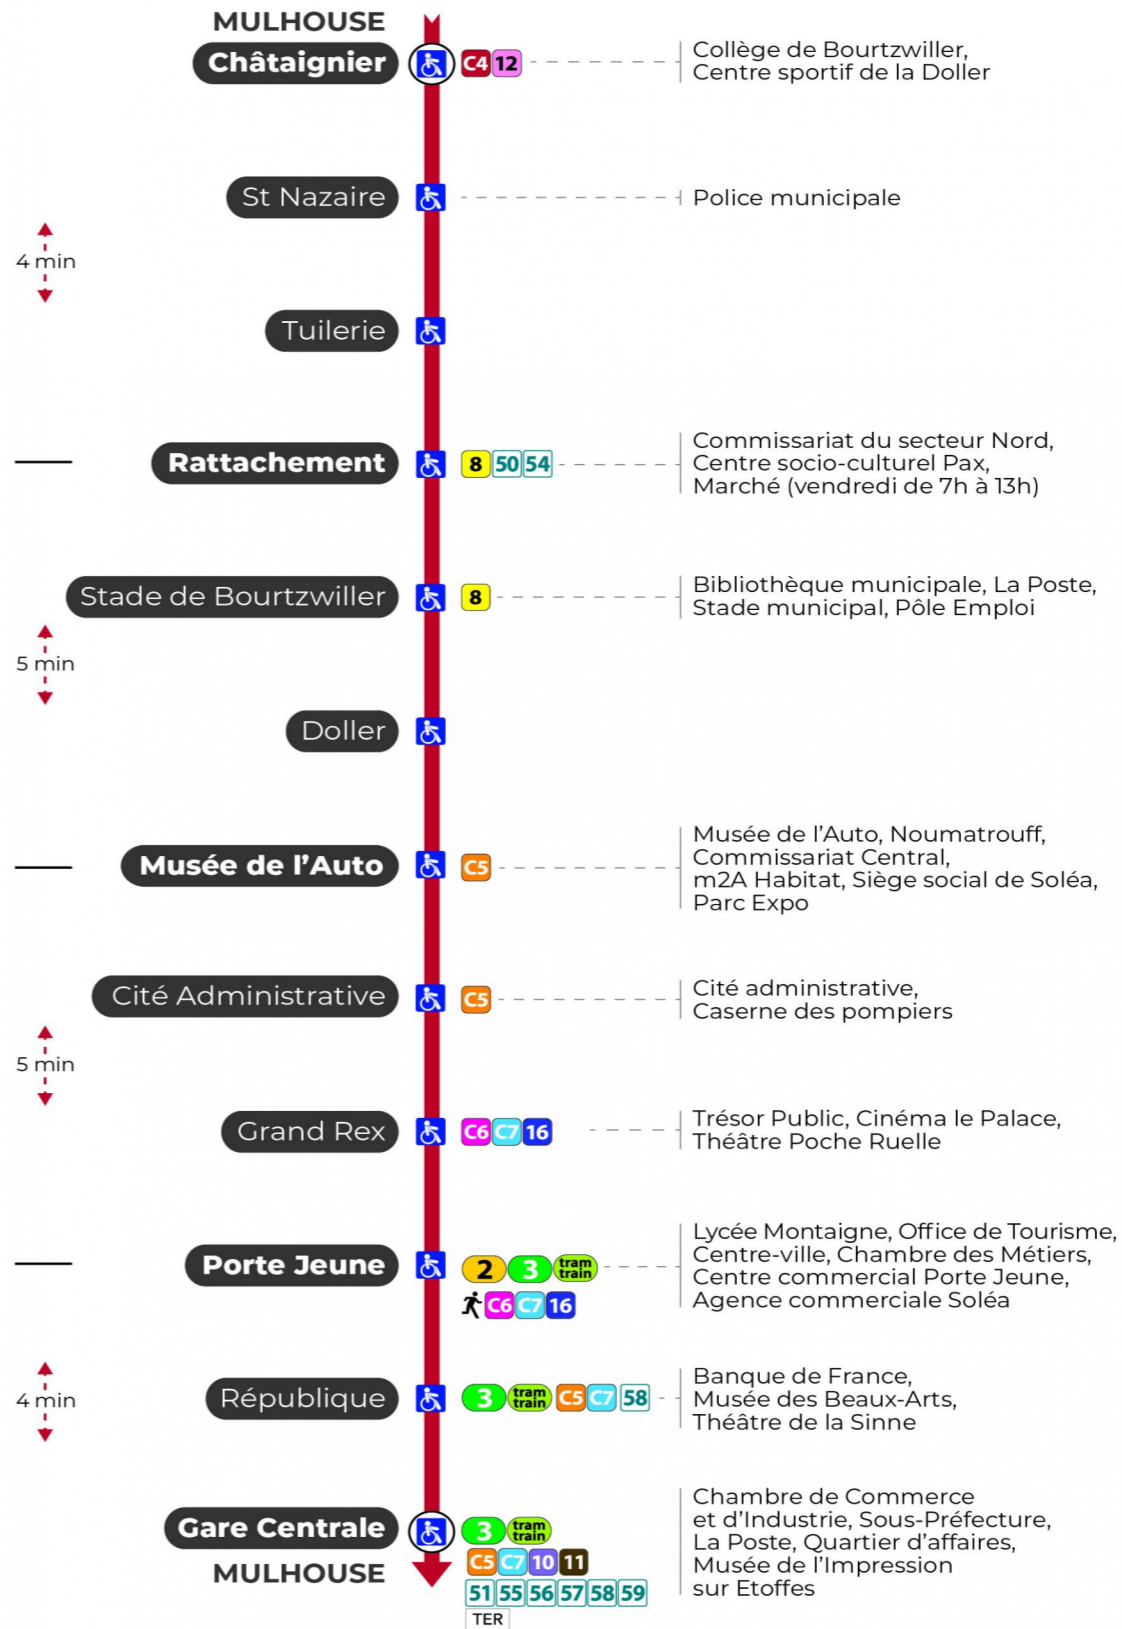 MULHOUSE
Châtaignier
C4 12
Collège de Bourtzwiller,
Centre sportif de la Doller
St Nazaire
Police municipale
4 min
Tuilerie
Rattachement
8 50 54
Commissariat du secteur Nord,
Centre socio-culturel Pax,
Marché (vendredi de 7h à 13h)
Stade de Bourtzwiller
8
Bibliothèque municipale, La Poste,
Stade municipal, Pôle Emploi
5 min
Doller
Musée de l'Auto
C5
Musée de l'Auto, Noumatrouff,
Commissariat Central,
m2A Habitat, Siège social de Soléa,
Parc Expo
Cité Administrative
C5
Cité administrative,
Caserne des pompiers
5 min
Grand Rex
C6 C7 16
Trésor Public, Cinéma le Palace,
Théâtre Poche Ruelle
Porte Jeune
2 3 tram train
C6 C7 16
Lycée Montaigne, Office de Tourisme,
Centre-ville, Chambre des Métiers,
Centre commercial Porte Jeune,
Agence commerciale Soléa
4 min
République
3 tram train C5 C7 58
Banque de France,
Musée des Beaux-Arts,
Théâtre de la Sinne
Gare Centrale
MULHOUSE
3 tram train
C5 C7 10 11
51 55 56 57 58 59
TER
Chambre de Commerce
et d'Industrie, Sous-Préfecture,
La Poste, Quartier d'affaires,
Musée de l'Impression
sur Etoffes